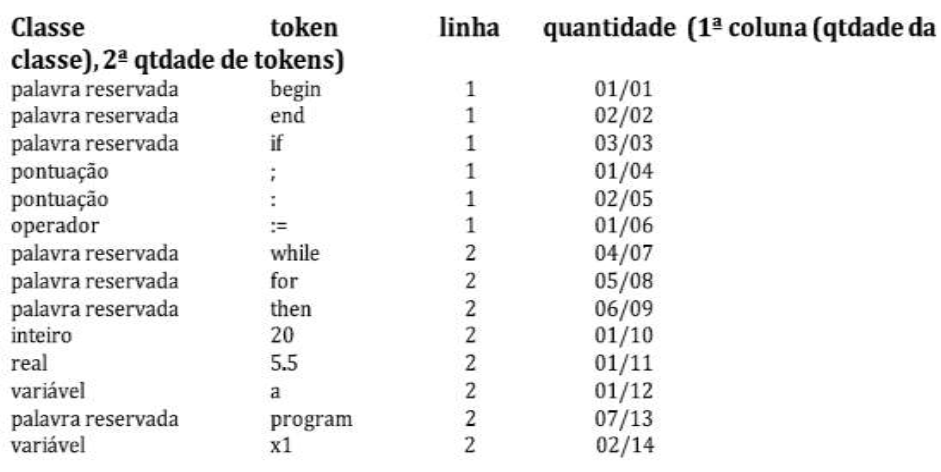 Classe token linha quantidade (1ª coluna (qtdade da
classe), 2ª qtdade de tokens)
palavra reservada begin 1 01/01
palavra reservada end 1 02/02
palavra reservada if 1 03/03
pontuação ; 1 01/04
pontuação : 1 02/05
operador := 1 01/06
palavra reservada while 2 04/07
palavra reservada for 2 05/08
palavra reservada then 2 06/09
inteiro 20 2 01/10
real 5.5 2 01/11
variável a 2 01/12
palavra reservada program 2 07/13
variável x1 2 02/14